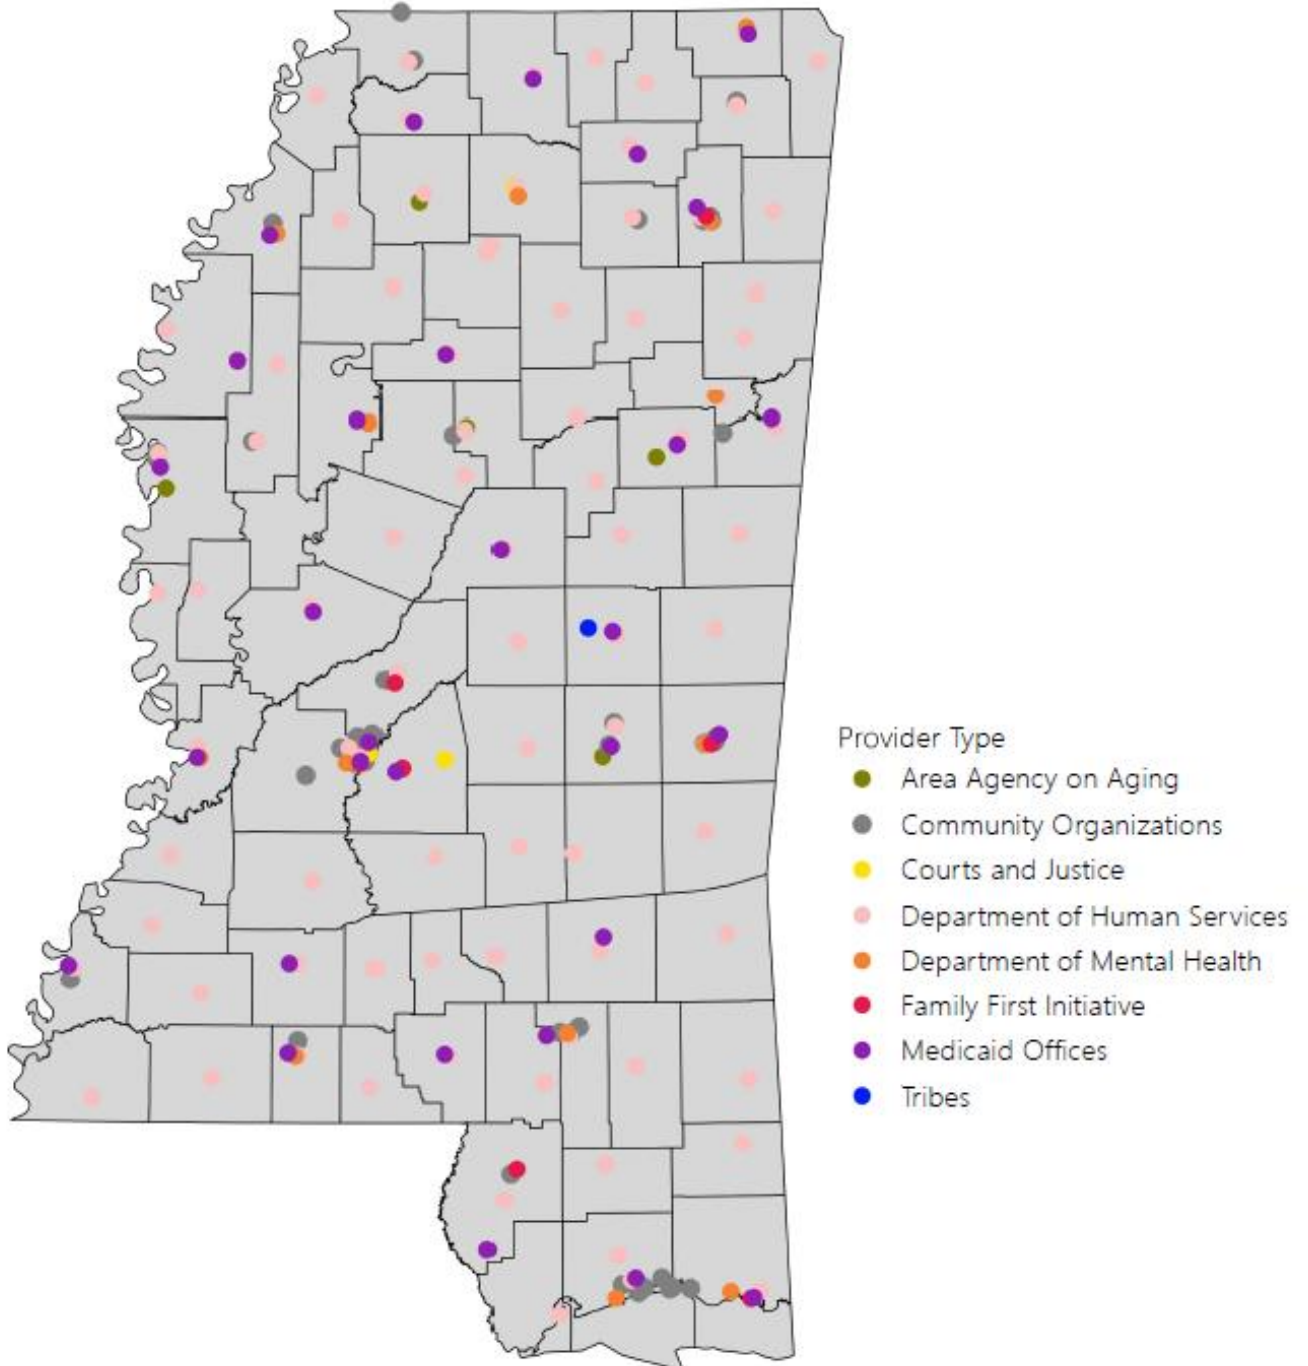 Provider Type
Area Agency on Aging
Community Organizations
Courts and Justice
Department of Human Services
Department of Mental Health
Family First Initiative
Medicaid Offices
Tribes